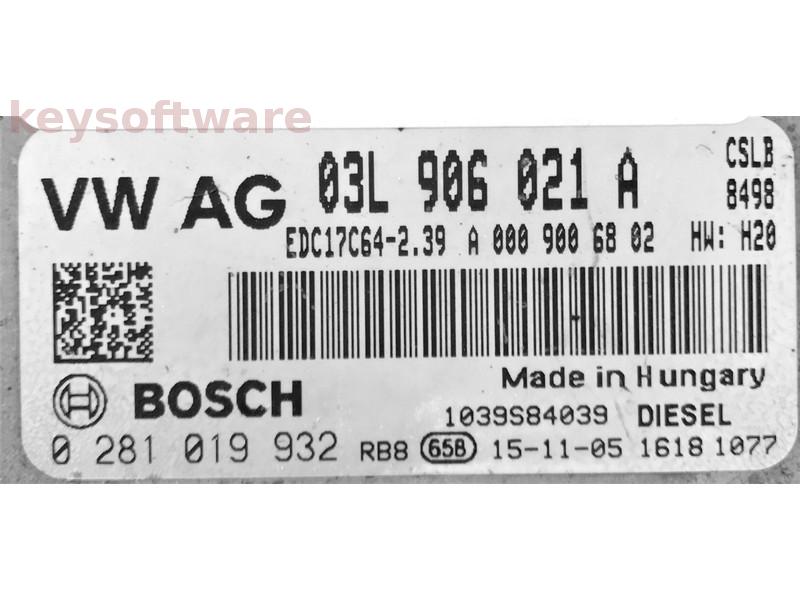 keysoftware
VW AG 03L 906 021 A CSLB
8498
EDC17C64-2.39 A 000 900 68 02 HW: H20
Made in Hungary
BOSCH 1039S84039 DIESEL
0 281 019 932 RB8 65B 15-11-05 1618 1077